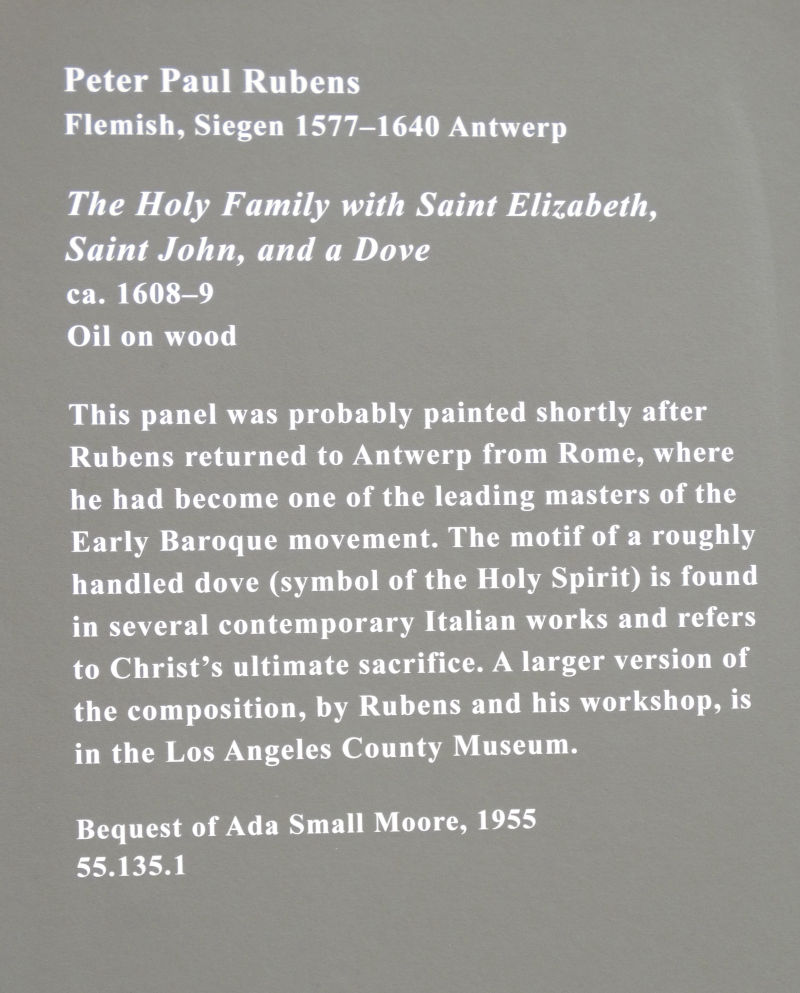 Peter Paul Rubens
Flemish, Siegen 1577–1640 Antwerp
The Holy Family with Saint Elizabeth,
Saint John, and a Dove
ca. 1608–9
Oil on wood
This panel was probably painted shortly after
Rubens returned to Antwerp from Rome, where
he had become one of the leading masters of the
Early Baroque movement. The motif of a roughly
handled dove (symbol of the Holy Spirit) is found
in several contemporary Italian works and refers
to Christ’s ultimate sacrifice. A larger version of
the composition, by Rubens and his workshop, is
in the Los Angeles County Museum.
Bequest of Ada Small Moore, 1955
55.135.1